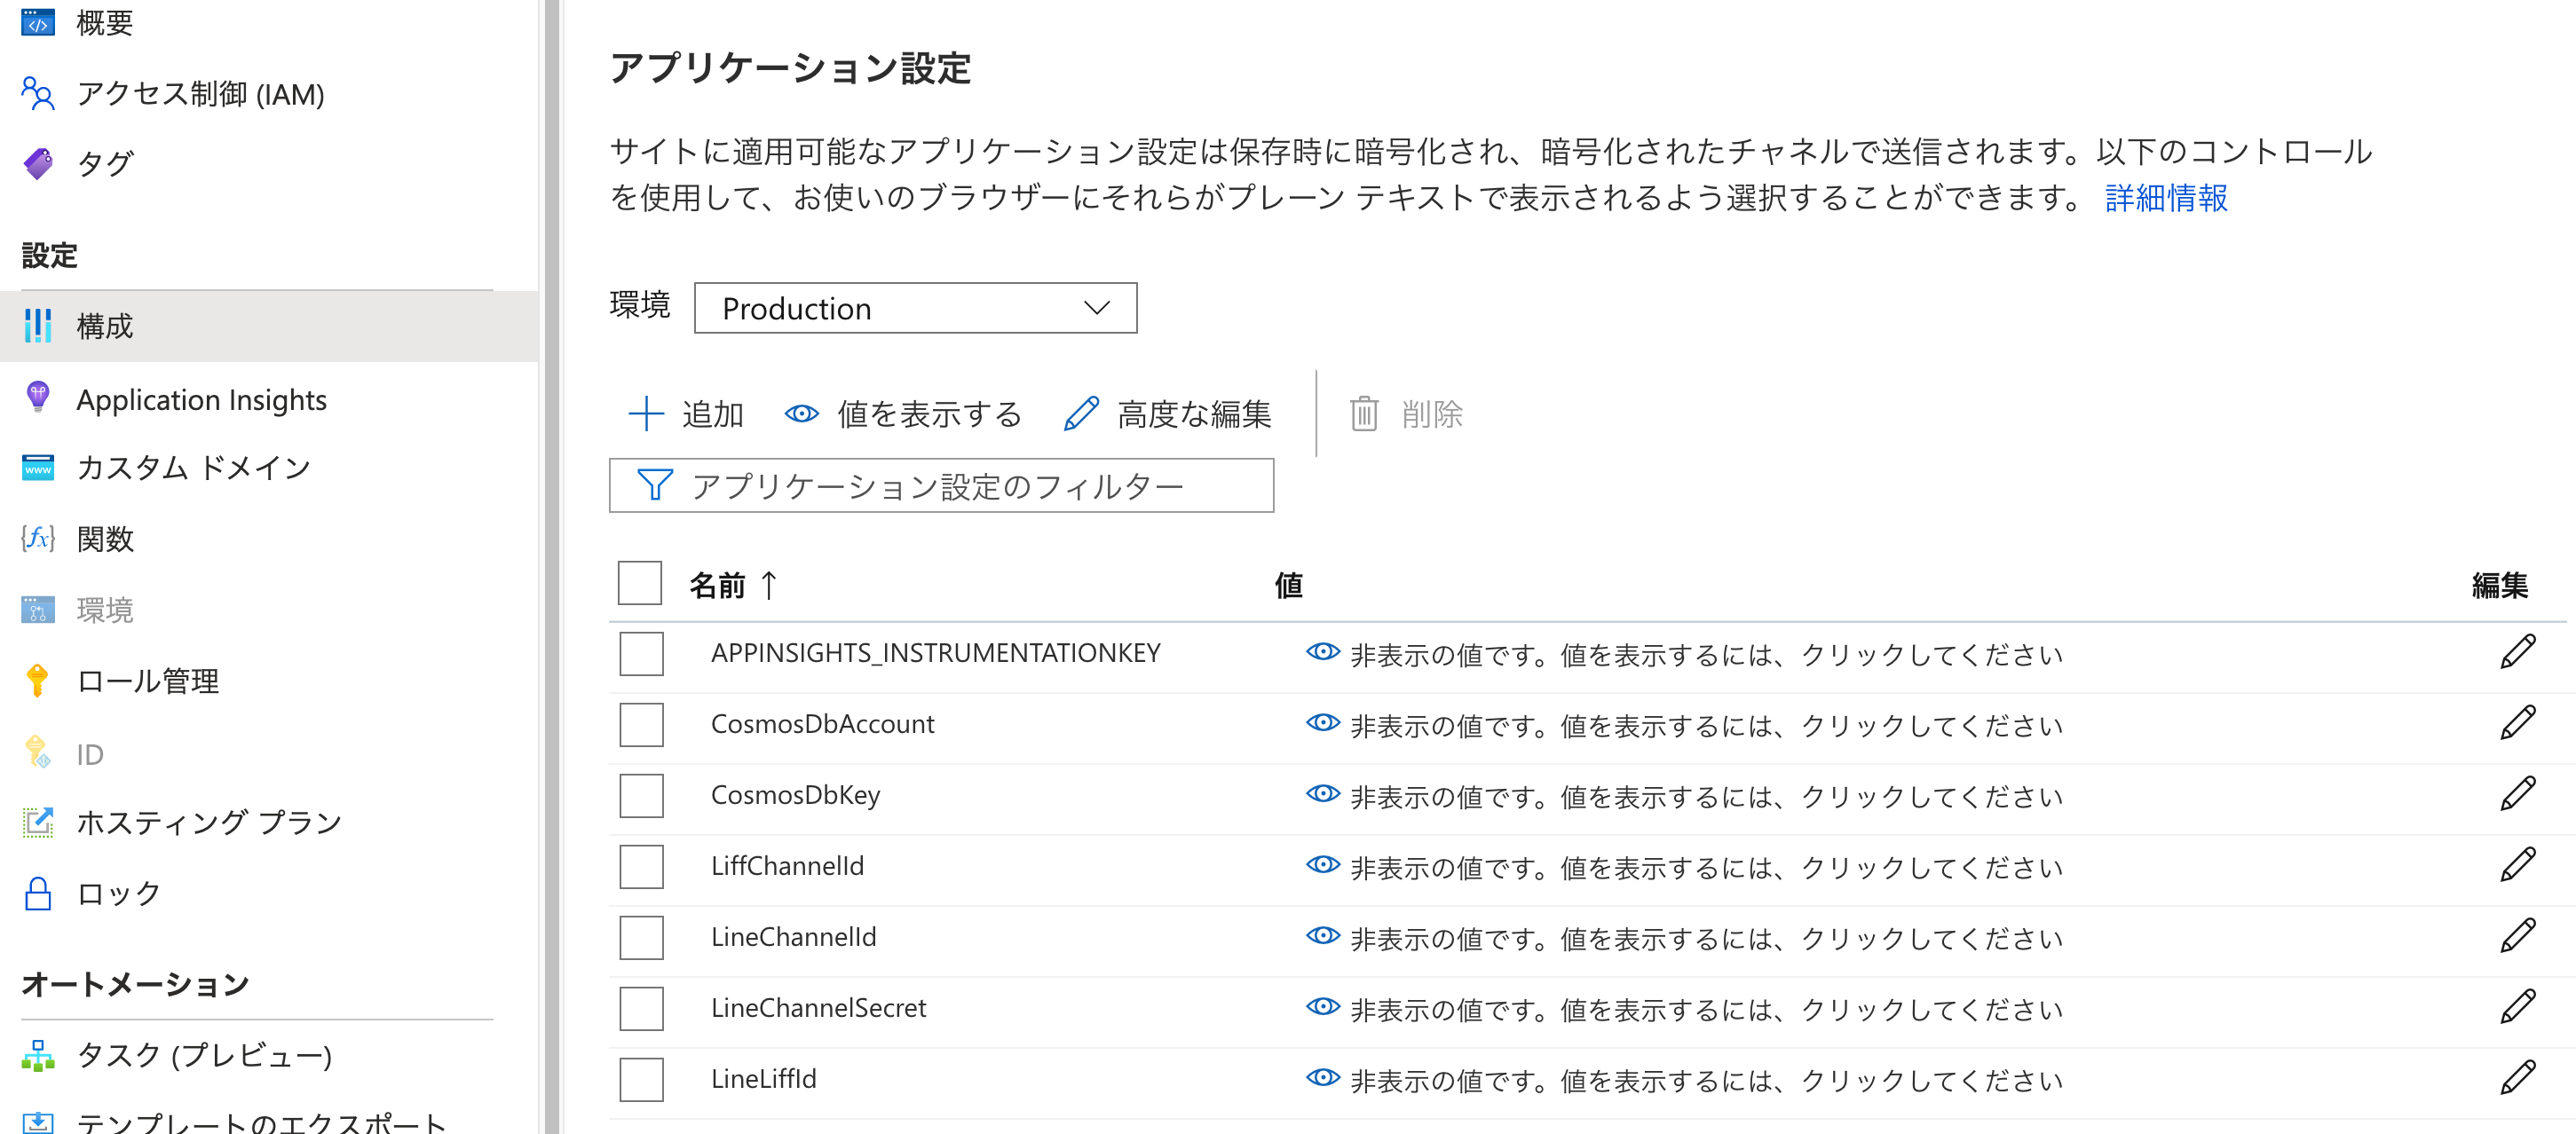 概要
アクセス制御 (IAM)
タグ
設定
構成
Application Insights
カスタム ドメイン
関数
環境
ロール管理
ID
ホスティング プラン
ロック
オートメーション
タスク (プレビュー)
テンプレートのエクスポート
アプリケーション設定
サイトに適用可能なアプリケーション設定は保存時に暗号化され、暗号化されたチャネルで送信されます。以下のコントロール
を使用して、お使いのブラウザーにそれらがプレーン テキストで表示されるよう選択することができます。 詳細情報
環境 Production
追加 値を表示する 高度な編集 削除
アプリケーション設定のフィルター
名前 ↑ 値 編集
APPINSIGHTS_INSTRUMENTATIONKEY 非表示の値です。値を表示するには、クリックしてください
CosmosDbAccount 非表示の値です。値を表示するには、クリックしてください
CosmosDbKey 非表示の値です。値を表示するには、クリックしてください
LiffChannelId 非表示の値です。値を表示するには、クリックしてください
LineChannelId 非表示の値です。値を表示するには、クリックしてください
LineChannelSecret 非表示の値です。値を表示するには、クリックしてください
LineLiffId 非表示の値です。値を表示するには、クリックしてください